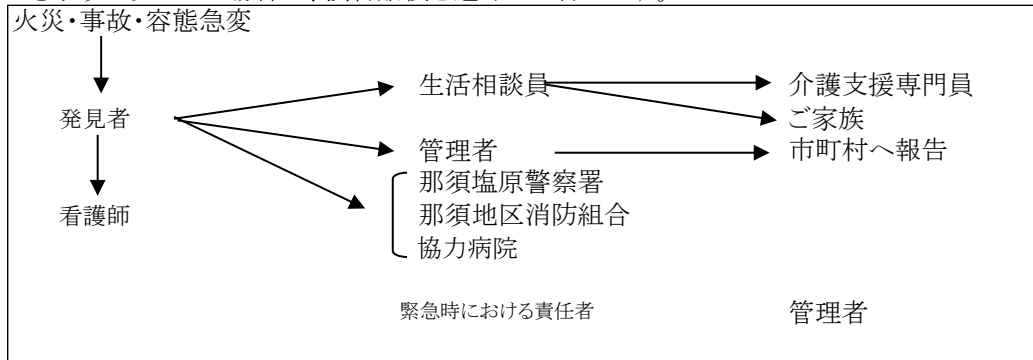 火災・事故・容態急変
生活相談員 介護支援専門員
発見者 ご家族
管理者 市町村へ報告
那須塩原警察署
看護師 那須地区消防組合
協力病院
緊急時における責任者 管理者